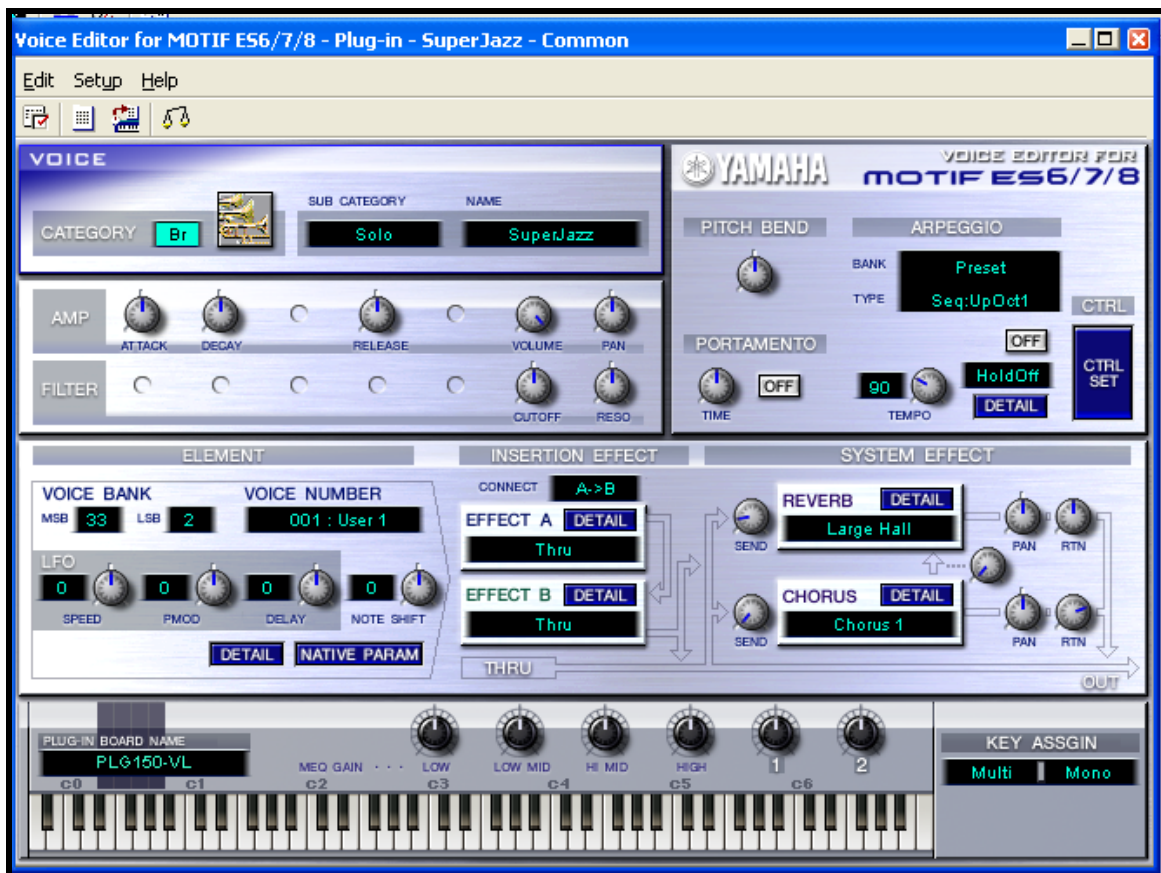 Voice Editor for MOTIF ES6/7/8 - Plug-in - SuperJazz - Common
Edit Setup Help
VOICE
CATEGORY Br
SUB CATEGORY NAME
Solo SuperJazz
YAMAHA
VOICE EDITOR FOR
MOTIF ES6/7/8
PITCH BEND
ARPEGGIO
BANK Preset
TYPE Seq:UpOct1
OFF
HoldOff
90 TEMPO
DETAIL
PORTAMENTO
OFF
TIME
CTRL
CTRL
SET
AMP
ATTACK DECAY RELEASE VOLUME PAN
FILTER
CUTOFF RESO
ELEMENT
VOICE BANK VOICE NUMBER
MSB 33 LSB 2 001 : User 1
LFO
0 0 0 0
SPEED PMOD DELAY NOTE SHIFT
DETAIL NATIVE PARAM
INSERTION EFFECT
CONNECT A->B
EFFECT A DETAIL
Thru
EFFECT B DETAIL
Thru
THRU
SYSTEM EFFECT
REVERB DETAIL
Large Hall
SEND PAN RTN
CHORUS DETAIL
Chorus 1
SEND PAN RTN
OUT
PLUG-IN BOARD NAME
PLG150-VL
MEQ GAIN · · · LOW LOW MID HI MID HIGH 1 2
C0 C1 C2 C3 C4 C5 C6
KEY ASSGIN
Multi Mono